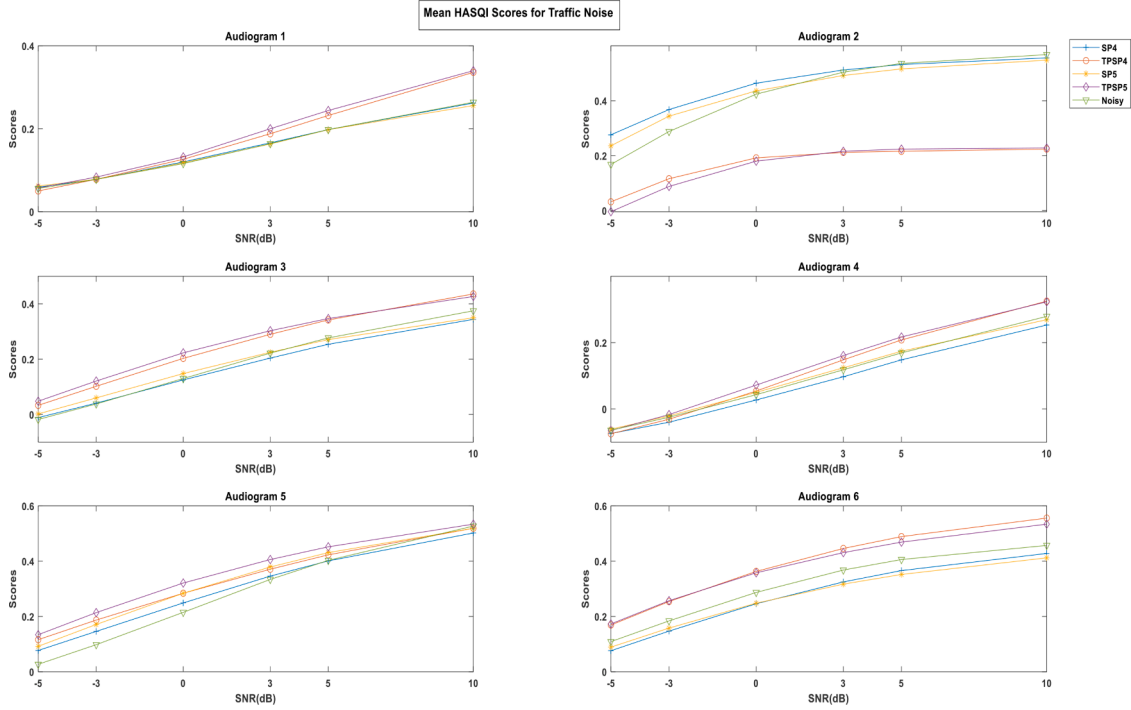 Mean HASQI Scores for Traffic Noise
Audiogram 1
0.4
0.2
0
Scores
-5 -3 0 3 5 10
SNR(dB)
Audiogram 2
0.4
0.2
0
Scores
-5 -3 0 3 5 10
SNR(dB)
SP4
TPSP4
SP5
TPSP5
Noisy
Audiogram 3
0.4
0.2
0
Scores
-5 -3 0 3 5 10
SNR(dB)
Audiogram 4
0.2
0
Scores
-5 -3 0 3 5 10
SNR(dB)
Audiogram 5
0.6
0.4
0.2
0
Scores
-5 -3 0 3 5 10
SNR(dB)
Audiogram 6
0.6
0.4
0.2
0
Scores
-5 -3 0 3 5 10
SNR(dB)